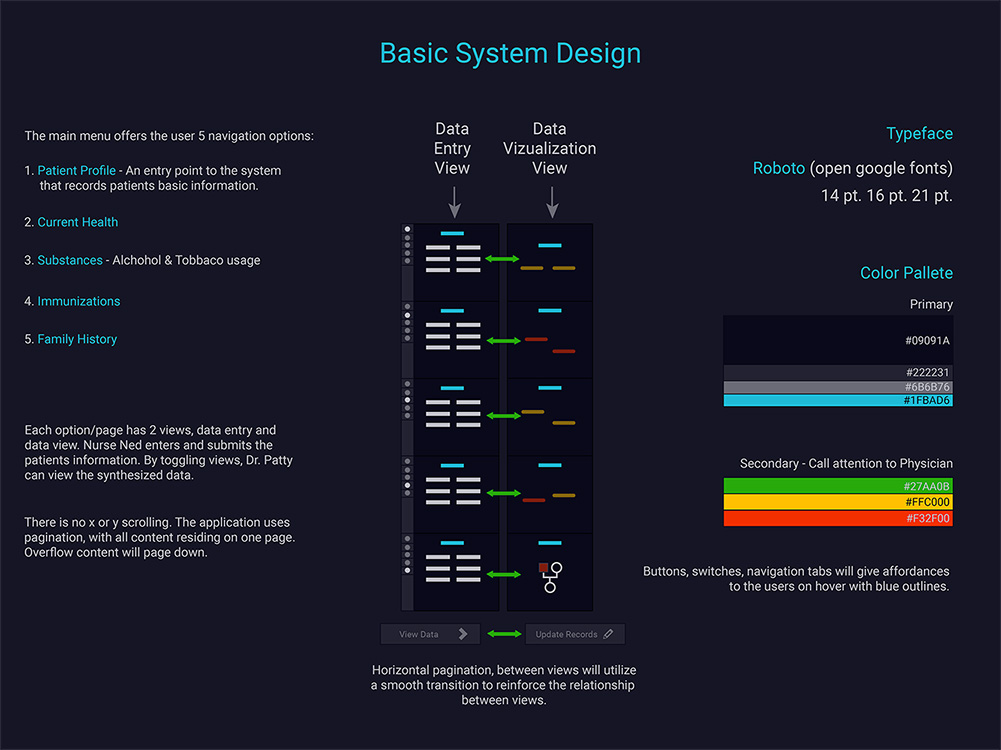 Basic System Design
The main menu offers the user 5 navigation options:
1. Patient Profile - An entry point to the system
that records patients basic information.
2. Current Health
3. Substances - Alchohol & Tobbaco usage
4. Immunizations
5. Family History
Each option/page has 2 views, data entry and
data view. Nurse Ned enters and submits the
patients information. By toggling views, Dr. Patty
can view the synthesized data.
There is no x or y scrolling. The application uses
pagination, with all content residing on one page.
Overflow content will page down.
Data
Entry
View
Data
Vizualization
View
View Data
Update Records
Horizontal pagination, between views will utilize
a smooth transition to reinforce the relationship
between views.
Typeface
Roboto (open google fonts)
14 pt. 16 pt. 21 pt.
Color Pallete
Primary
#09091A
#222231
#6B6B76
#1FBAD6
Secondary - Call attention to Physician
#27AA0B
#FFC000
#F32F00
Buttons, switches, navigation tabs will give affordances
to the users on hover with blue outlines.